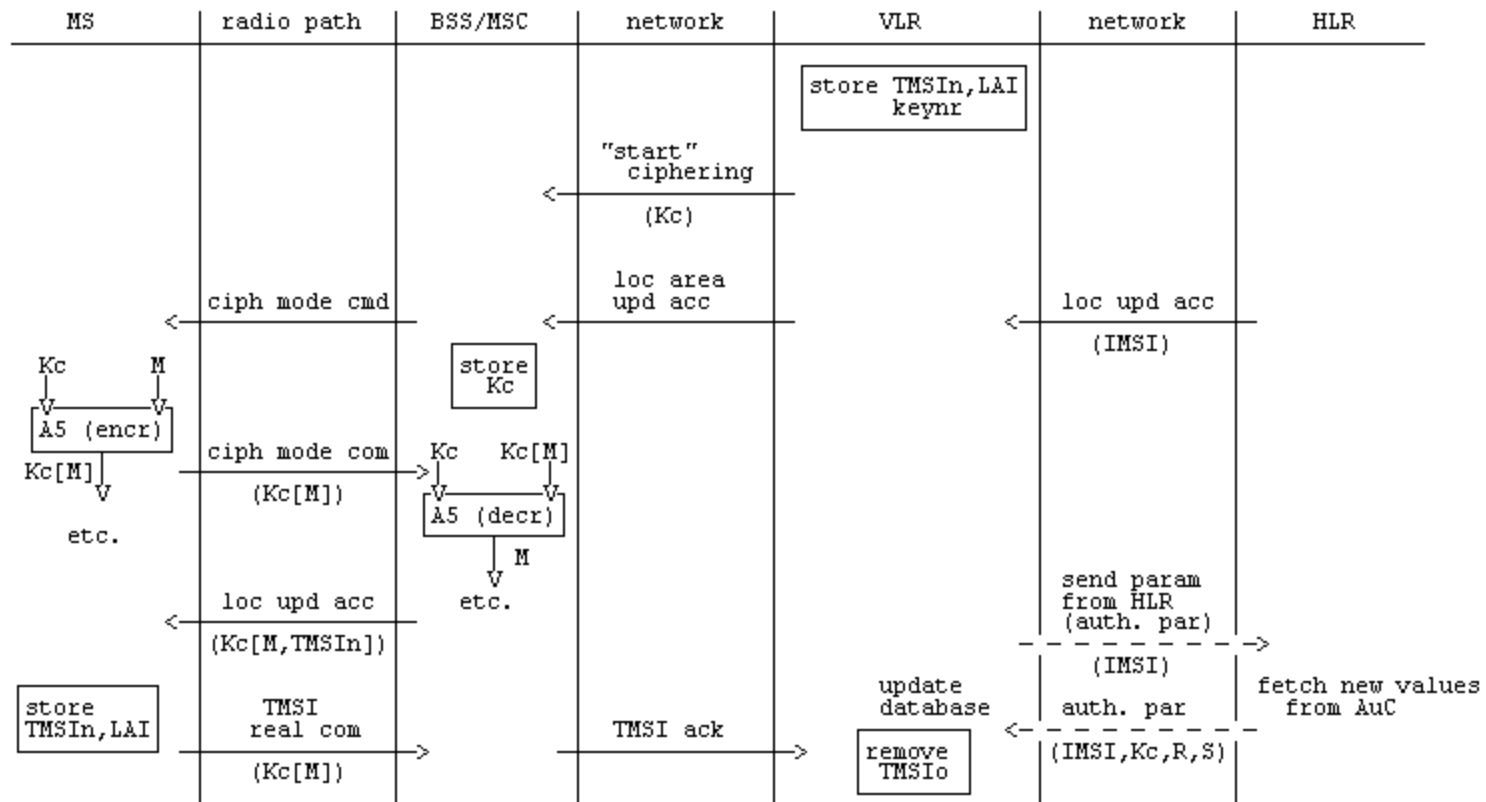 MS radio path BSS/MSC network VLR network HLR
store TMSIn,LAI
keynr
"start"
ciphering
(Kc)
loc area
upd acc
ciph mode cmd
loc upd acc
(IMSI)
store
Kc
Kc M
A5 (encr)
Kc[M]
etc.
ciph mode com
(Kc[M])
Kc Kc[M]
A5 (decr)
M
etc.
loc upd acc
(Kc[M,TMSIn])
send param
from HLR
(auth. par)
(IMSI)
store
TMSIn,LAI
TMSI
real com
(Kc[M])
TMSI ack
update
database
remove
TMSIo
auth. par
(IMSI,Kc,R,S)
fetch new values
from AuC